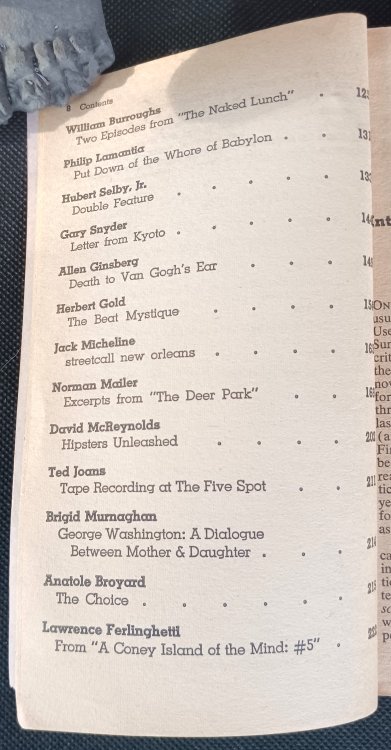 8 Contents
William Burroughs
Two Episodes from "The Naked Lunch"
Philip Lamantia
Put Down of the Whore of Babylon
Hubert Selby, Jr.
Double Feature
Gary Snyder
Letter from Kyoto
Allen Ginsberg
Death to Van Gogh's Ear
Herbert Gold
The Beat Mystique
Jack Micheline
streetcall new orleans
Norman Mailer
Excerpts from "The Deer Park"
David McReynolds
Hipsters Unleashed 202
Ted Joans
Tape Recording at The Five Spot 211
Brigid Murnaghan
George Washington: A Dialogue
Between Mother & Daughter 214
Anatole Broyard
The Choice
Lawrence Ferlinghetti
From "A Coney Island of the Mind: #5"